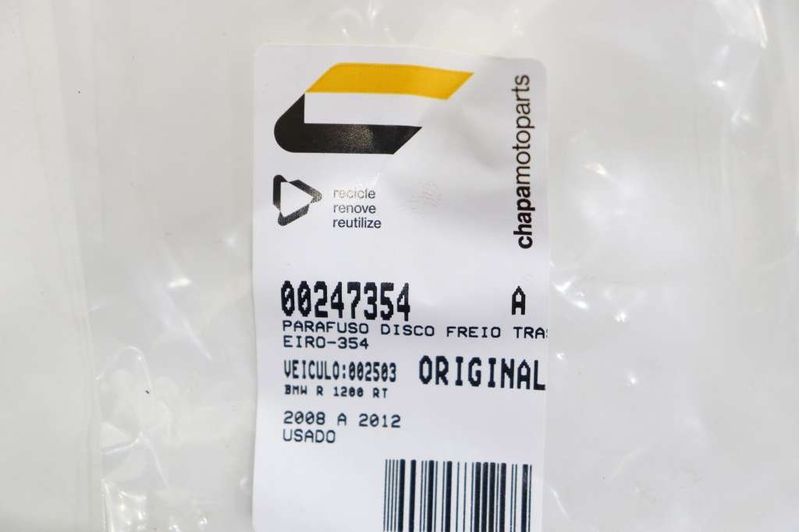 chapamotoparts
recicle
renove
reutilize
00247354 A
PARAFUSO DISCO FREIO TRAS
EIRO-354
VEICULO:002503 ORIGINAL
BMW R 1200 RT
2008 A 2012
USADO